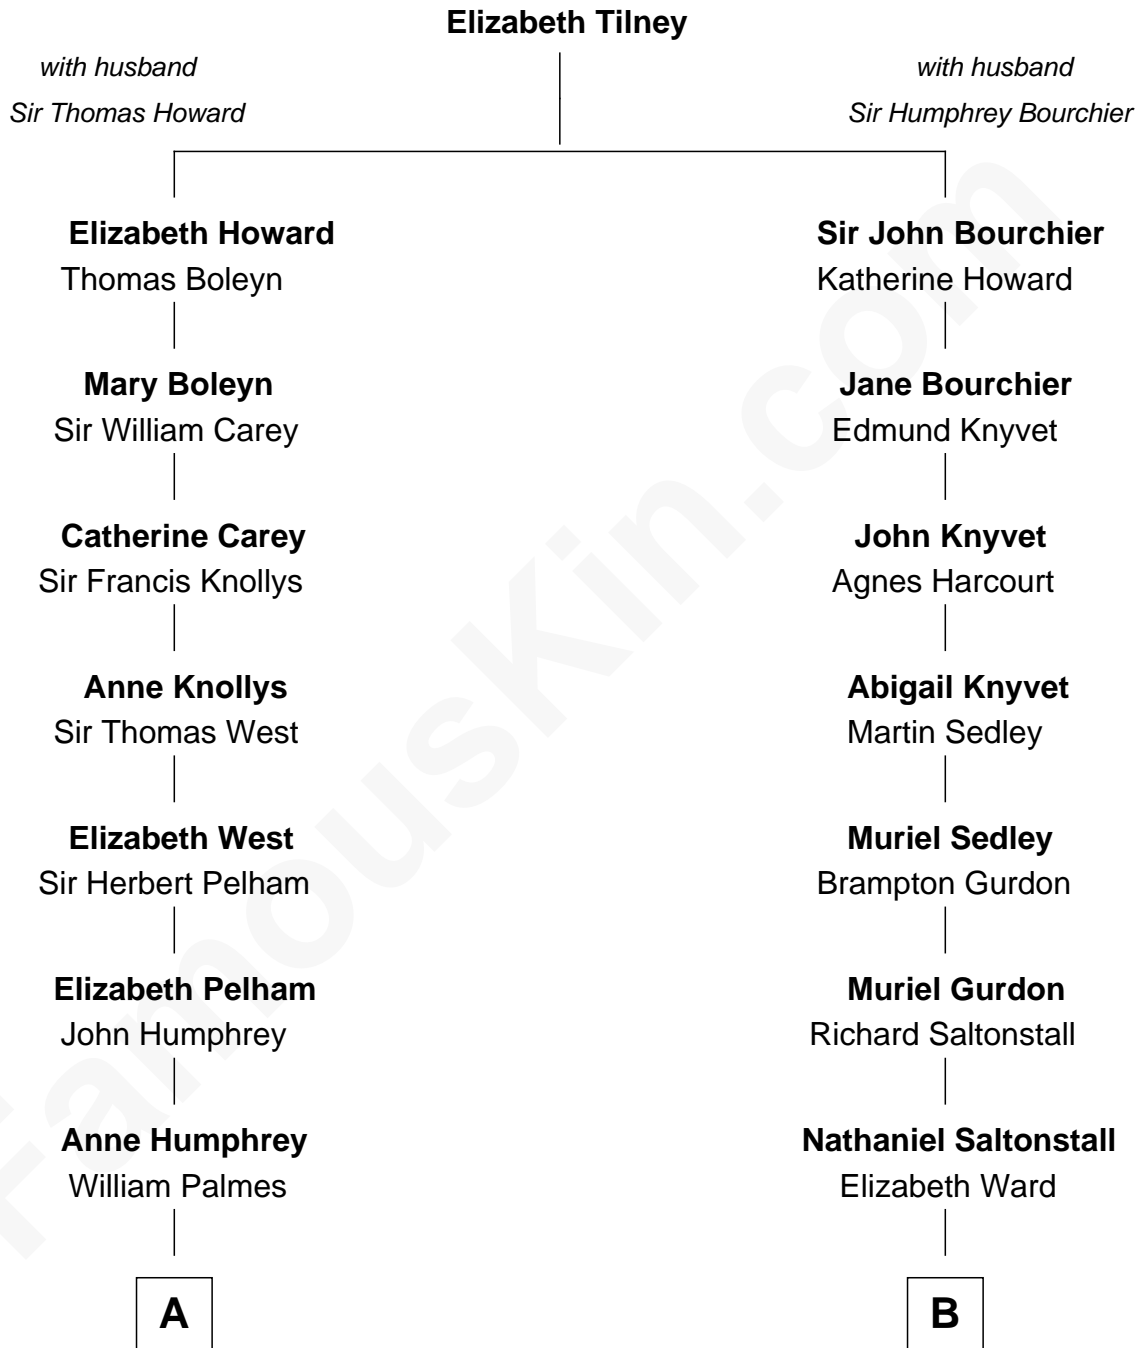 Elizabeth Tilney
with husband
Sir Thomas Howard
with husband
Sir Humphrey Bourchier
Elizabeth Howard
Thomas Boleyn
Sir John Bourchier
Katherine Howard
Mary Boleyn
Sir William Carey
Jane Bourchier
Edmund Knyvet
Catherine Carey
Sir Francis Knollys
John Knyvet
Agnes Harcourt
Anne Knollys
Sir Thomas West
Abigail Knyvet
Martin Sedley
Elizabeth West
Sir Herbert Pelham
Muriel Sedley
Brampton Gurdon
Elizabeth Pelham
John Humphrey
Muriel Gurdon
Richard Saltonstall
Anne Humphrey
William Palmes
Nathaniel Saltonstall
Elizabeth Ward
A
B
FamousKin.com